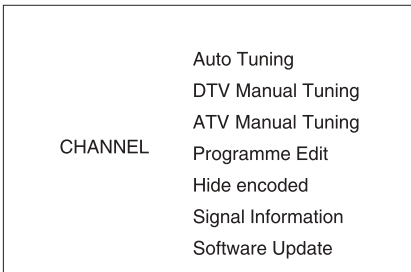 Auto Tuning
DTV Manual Tuning
ATV Manual Tuning
CHANNEL
Programme Edit
Hide encoded
Signal Information
Software Update